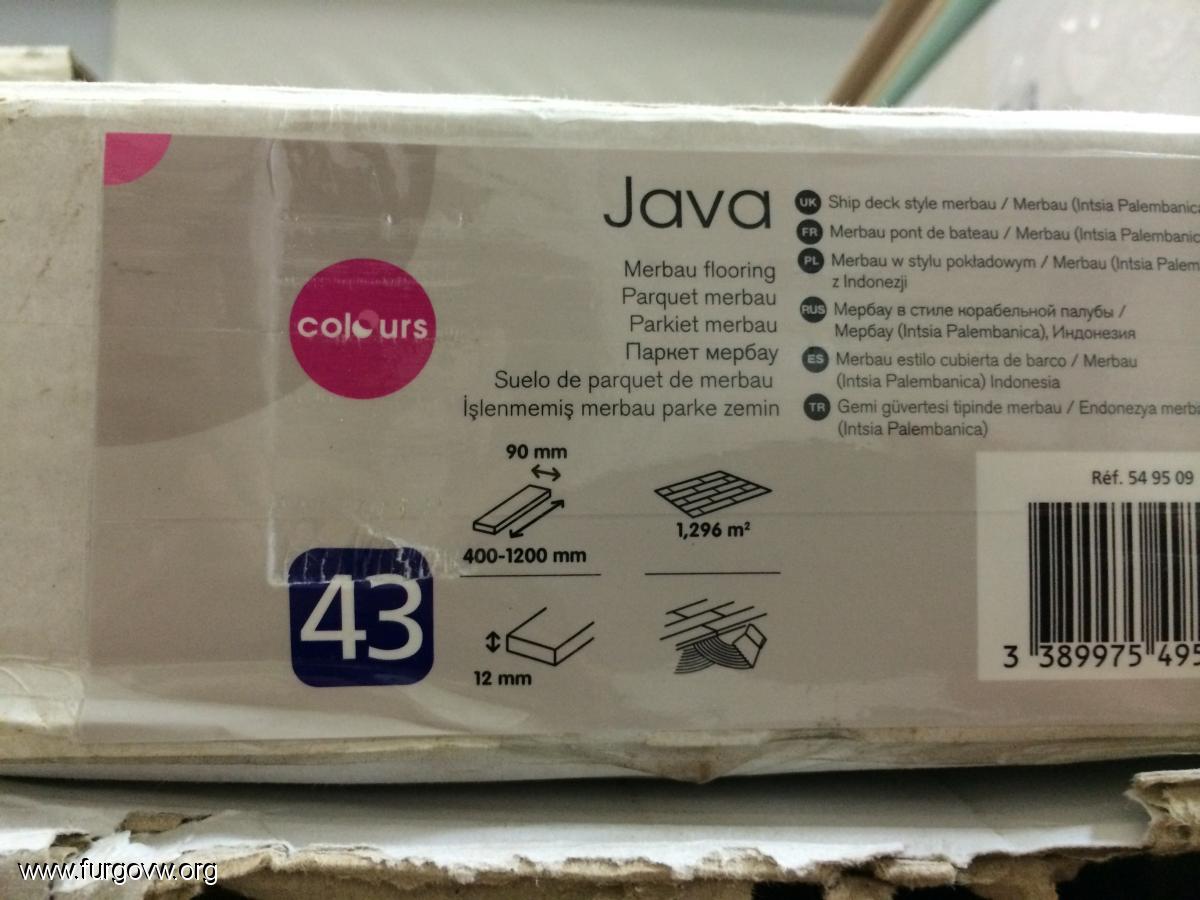 Java
Merbau flooring
Parquet merbau
Parkiet merbau
Паркет мербау
Suelo de parquet de merbau
İşlenmemiş merbau parke zemin
colours
UK Ship deck style merbau / Merbau (Intsia Palembanica
FR Merbau pont de bateau / Merbau (Intsia Palembanic
PL Merbau w stylu pokładowym / Merbau (Intsia Palem
z Indonezji
RUS Мербау в стиле корабельной палубы /
Мербау (Intsia Palembanica), Индонезия
ES Merbau estilo cubierta de barco / Merbau
(Intsia Palembanica) Indonesia
TR Gemi güvertesi tipinde merbau / Endonezya merba
(Intsia Palembanica)
90 mm
400-1200 mm
1,296 m²
43
12 mm
Réf. 54 95 09
3 389975 495
www.furgovw.org